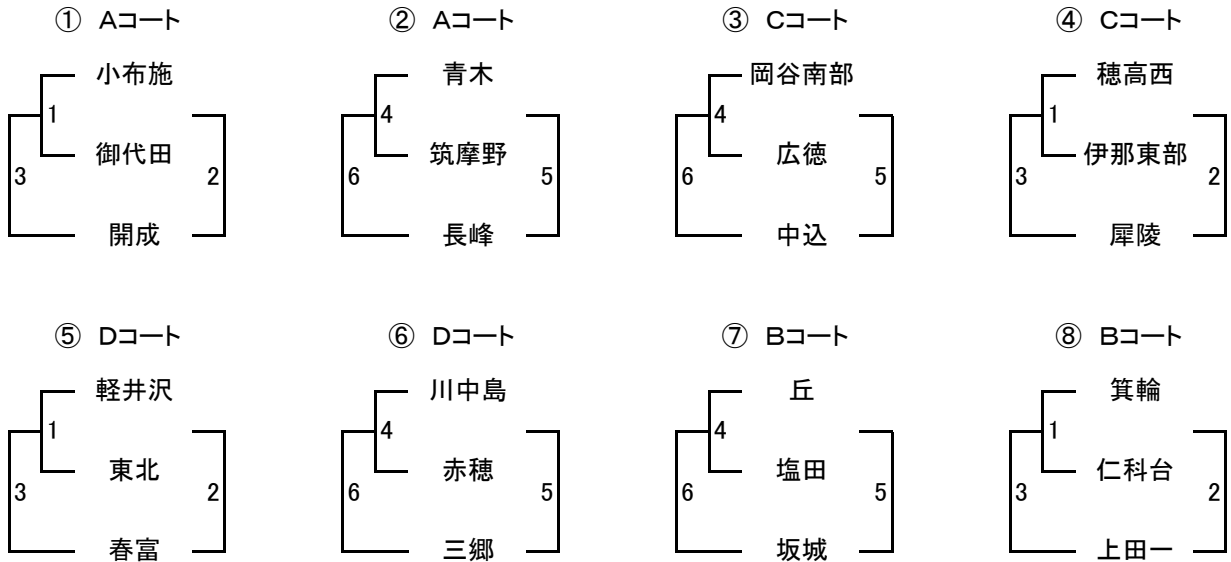 ① Aコート ② Aコート ③ Cコート ④ Cコート
小布施 青木 岡谷南部 穂高西
1 4 4 1
御代田 筑摩野 広徳 伊那東部
3 2 6 5 6 5 3 2
開成 長峰 中込 犀陵
⑤ Dコート ⑥ Dコート ⑦ Bコート ⑧ Bコート
軽井沢 川中島 丘 箕輪
1 4 4 1
東北 赤穂 塩田 仁科台
3 2 6 5 6 5 3 2
春富 三郷 坂城 上田一